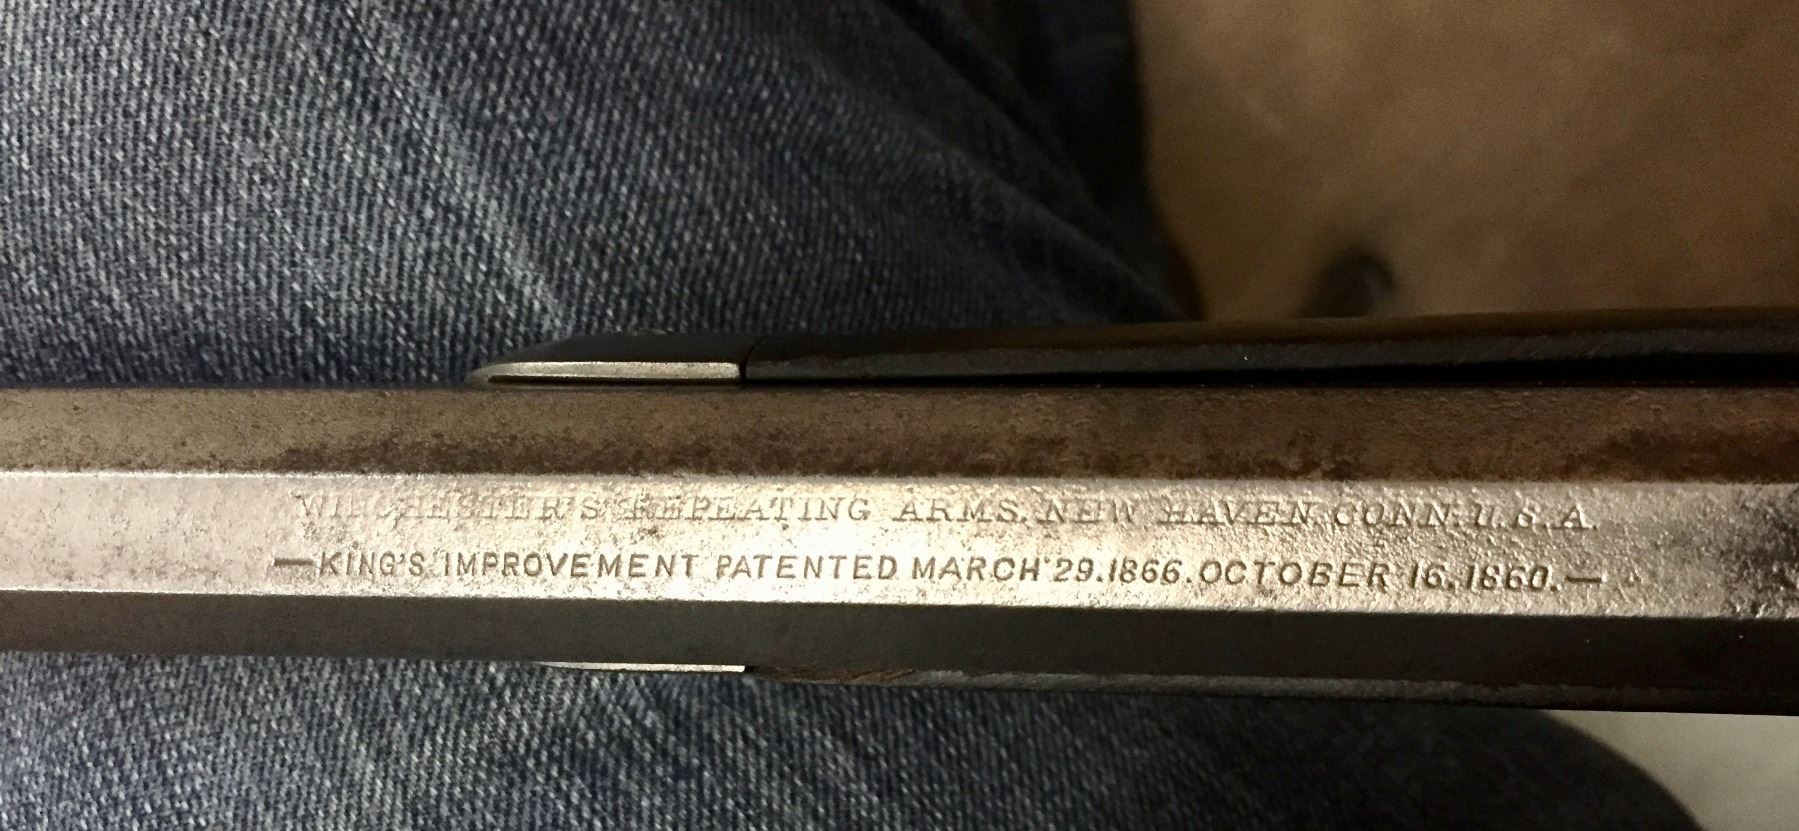 WINCHESTER'S REPEATING ARMS. NEW HAVEN. CONN. U.S.A.
—KING'S IMPROVEMENT PATENTED MARCH 29.1866. OCTOBER 16, 1860.—